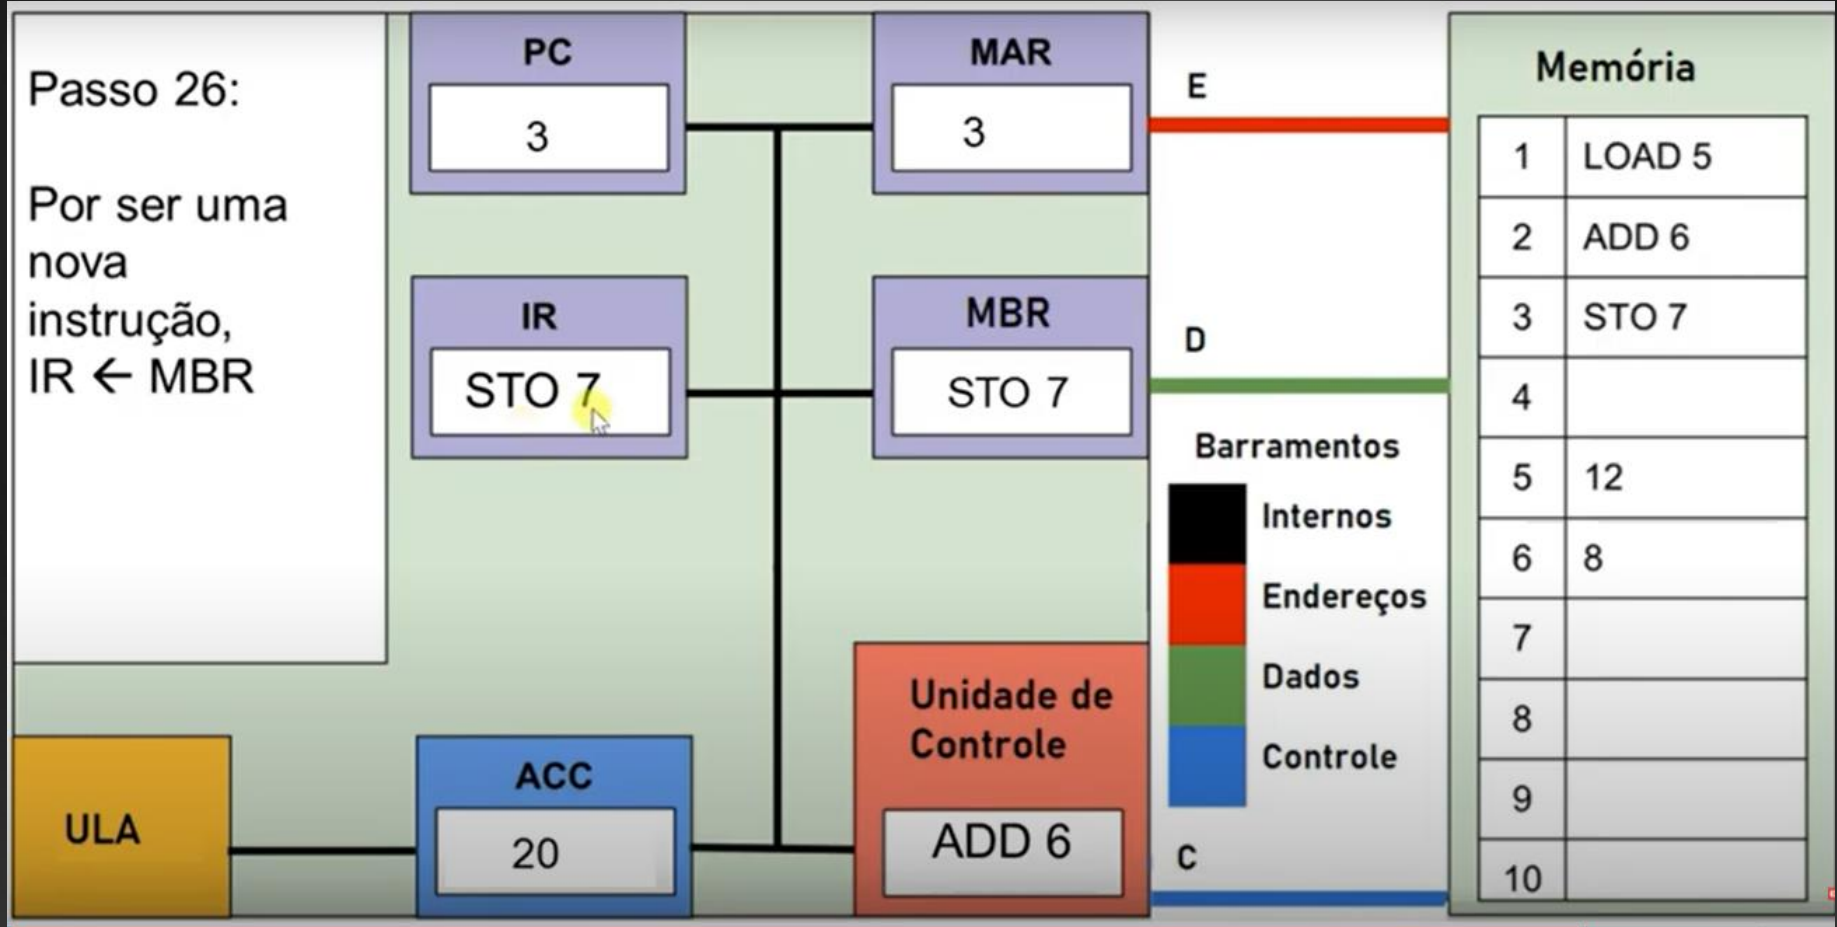 Passo 26:
Por ser uma
nova
instrução,
IR ← MBR
PC
3
MAR
3
IR
STO 7
MBR
STO 7
ULA
ACC
20
Unidade de
Controle
ADD 6
E
D
Barramentos
Internos
Endereços
Dados
Controle
C
Memória
1 LOAD 5
2 ADD 6
3 STO 7
4
5 12
6 8
7
8
9
10